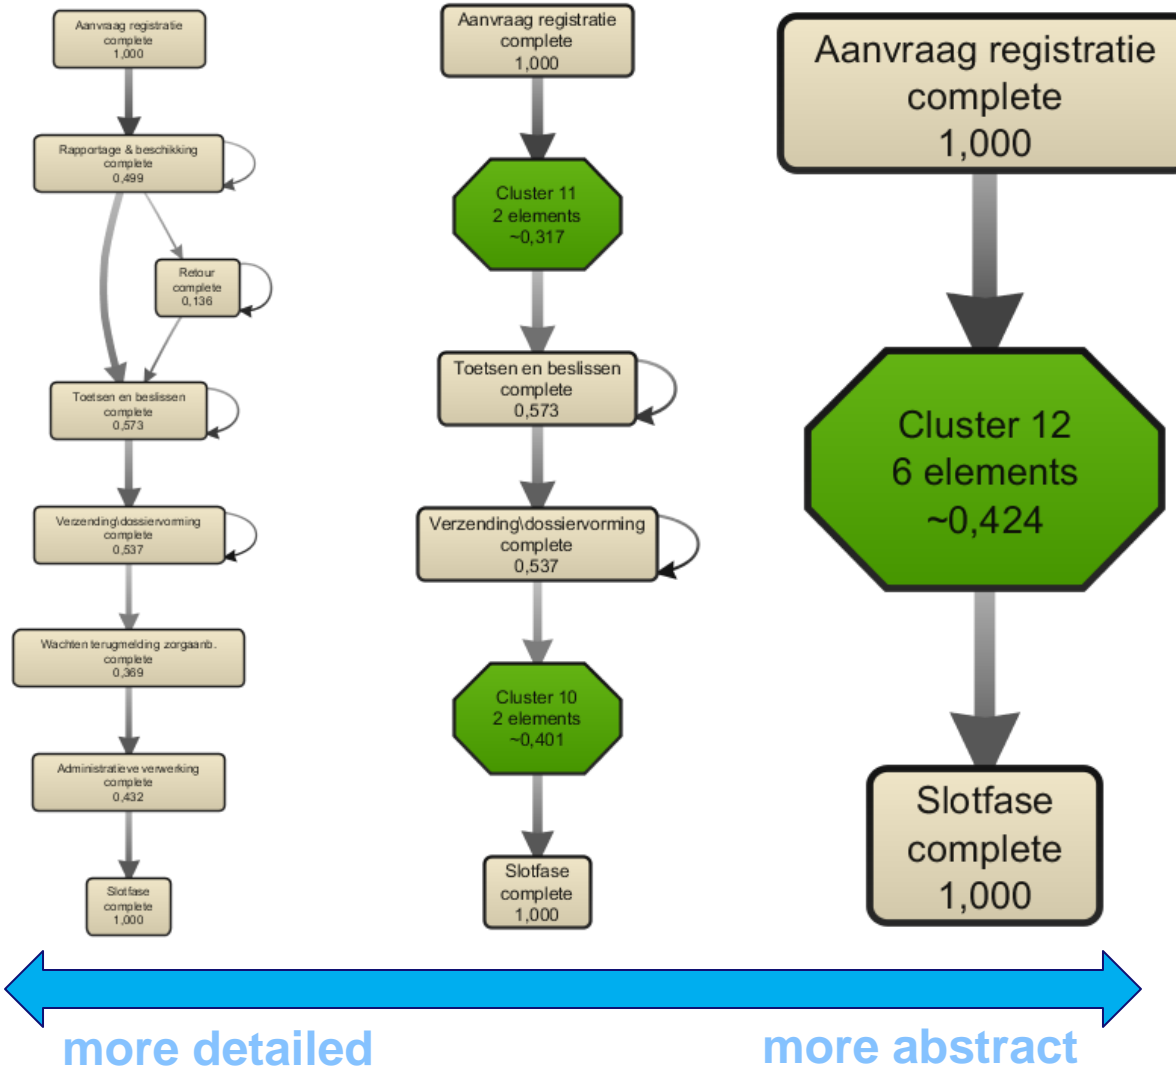 Aanvraag registratie
complete
1,000
Rapportage & beschikking
complete
0,499
Retour
complete
0,136
Toetsen en beslissen
complete
0,573
Verzending\dossiervorming
complete
0,537
Wachten terugmelding zorgaanb.
complete
0,369
Administratieve verwerking
complete
0,432
Slotfase
complete
1,000
Aanvraag registratie
complete
1,000
Cluster 11
2 elements
~0,317
Toetsen en beslissen
complete
0,573
Verzending\dossiervorming
complete
0,537
Cluster 10
2 elements
~0,401
Slotfase
complete
1,000
Aanvraag registratie
complete
1,000
Cluster 12
6 elements
~0,424
Slotfase
complete
1,000
more detailed
more abstract